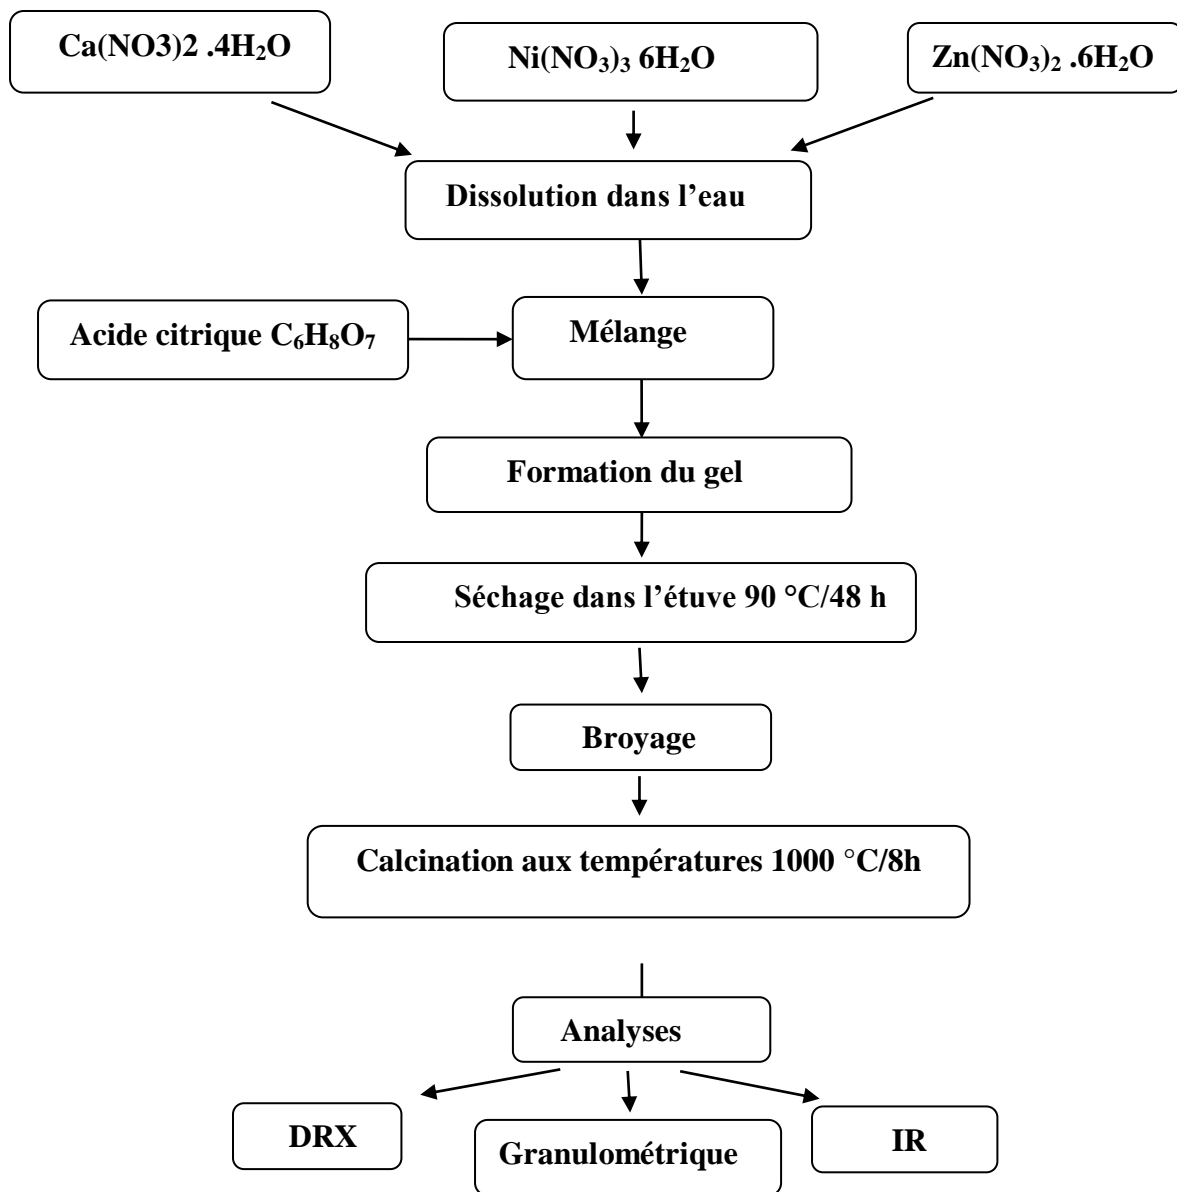 Ca(NO3)2 .4H₂O
Ni(NO₃)₃ 6H₂O
Zn(NO₃)₂ .6H₂O
Dissolution dans l’eau
Acide citrique C₆H₈O₇
Mélange
Formation du gel
Séchage dans l’étuve 90 °C/48 h
Broyage
Calcination aux températures 1000 °C/8h
Analyses
DRX
Granulométrique
IR